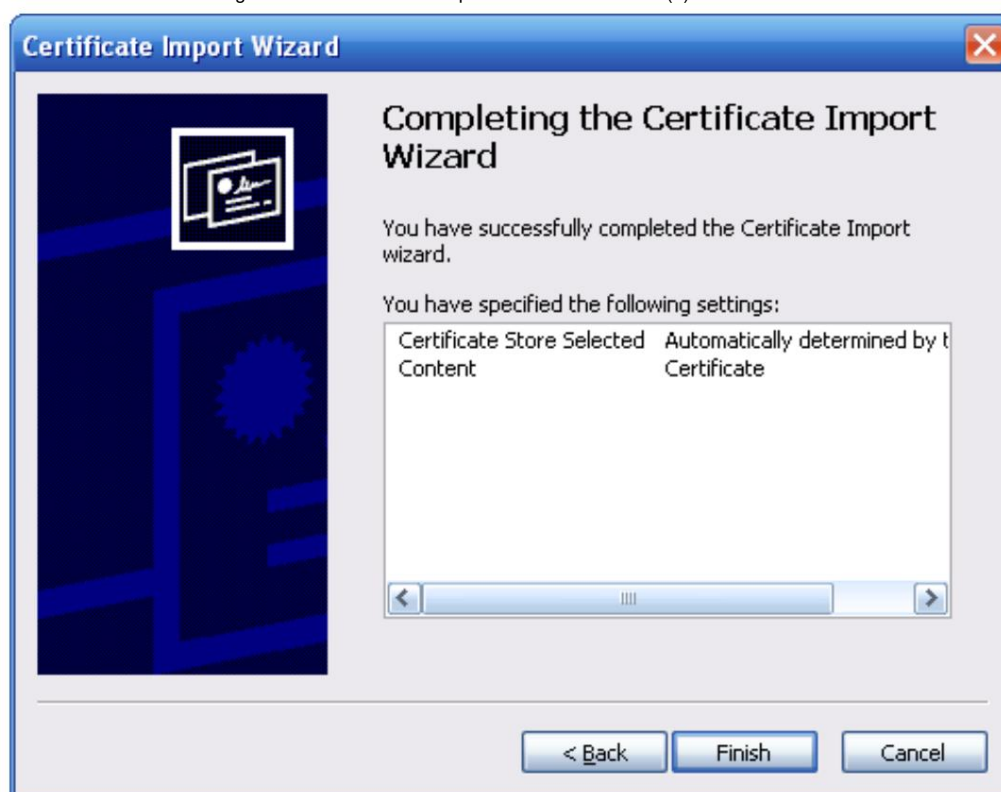 Certificate Import Wizard
Completing the Certificate Import
Wizard
You have successfully completed the Certificate Import
wizard.
You have specified the following settings:
Certificate Store Selected Automatically determined by t
Content Certificate
< Back Finish Cancel